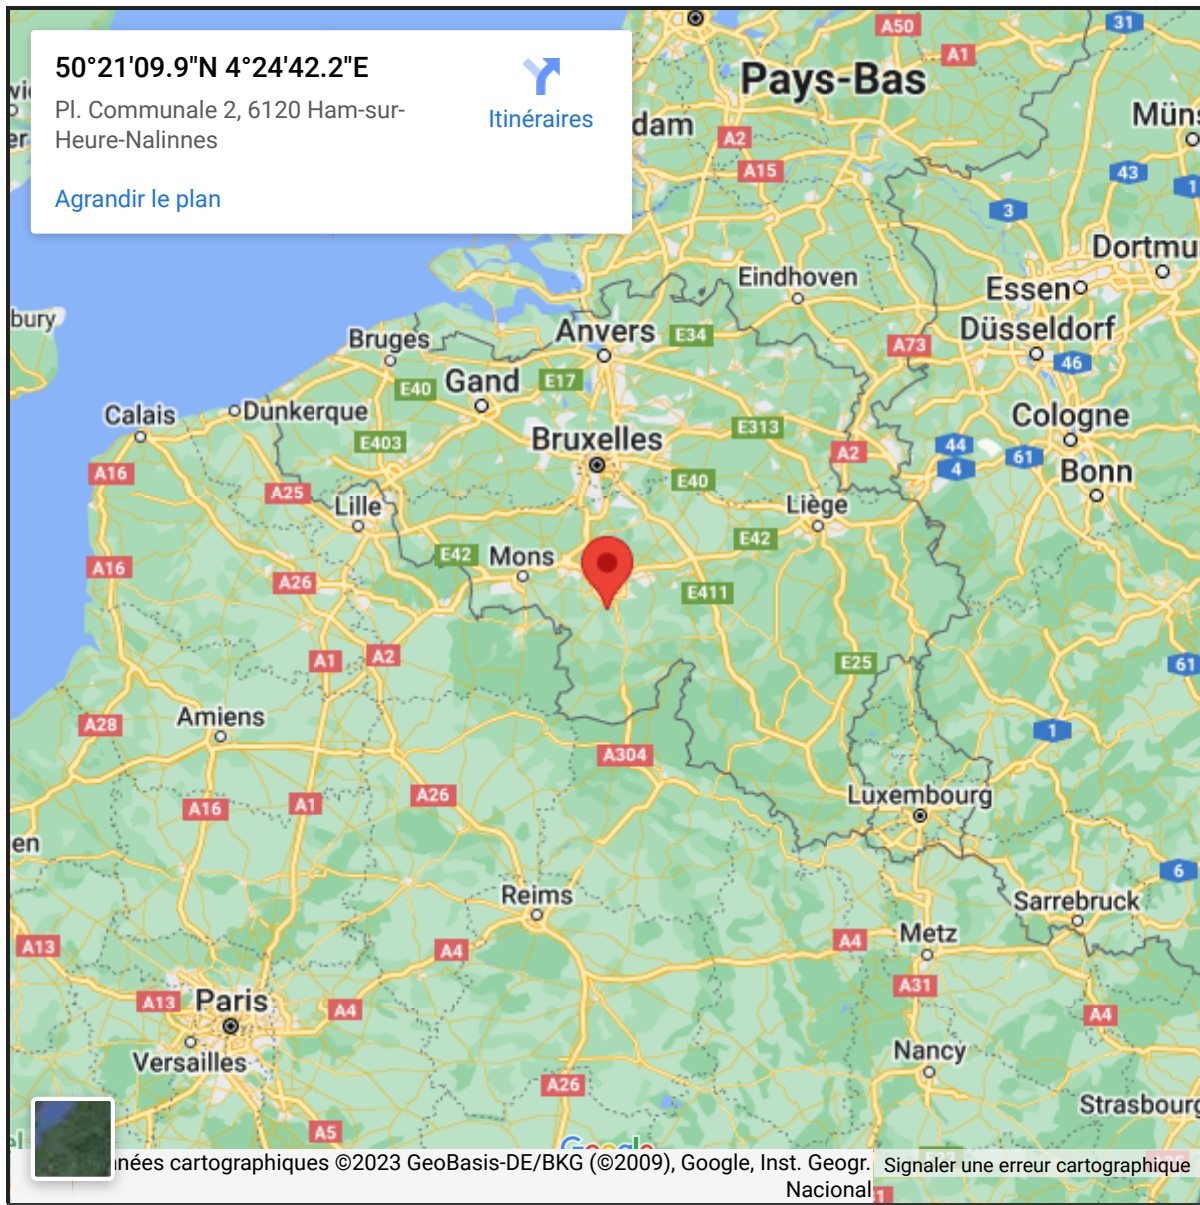 50°21'09.9"N 4°24'42.2"E
Pl. Communale 2, 6120 Ham-sur-
Heure-Nalinnes
Itinéraires
Agrandir le plan
A50
31
A1
Pays-Bas
dam
A2
Müns
A15
43
1
3
Dortmu
Eindhoven
Essen
bury
Bruges
Anvers
E34
A73
Düsseldorf
46
E40
Gand
E17
Calais
Dunkerque
E403
Bruxelles
E313
Cologne
44
A2
4
61
A16
A25
Lille
E40
Liège
Bonn
E42
Mons
E42
A16
A26
E411
A1
A2
E25
61
A28
Amiens
A304
1
A16
A1
A26
Luxembourg
en
6
Reims
Sarrebruck
A13
A4
A4
Metz
A13
Paris
A4
A31
A4
Versailles
Nancy
A26
Strasbourg
A5
Google
nnées cartographiques ©2023 GeoBasis-DE/BKG (©2009), Google, Inst. Geogr.
Nacional
Signaler une erreur cartographique